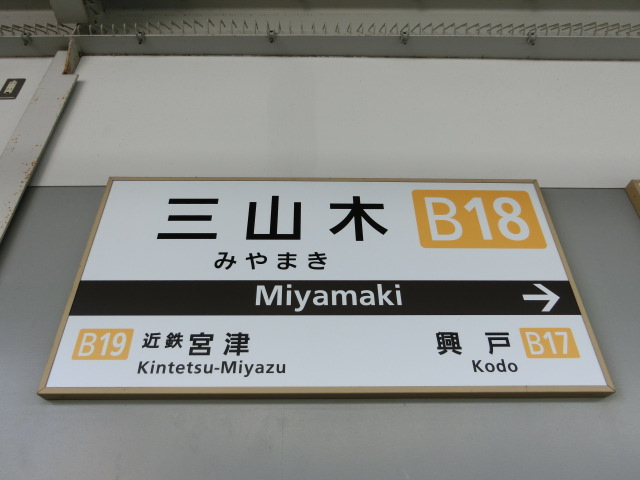 三山木 B18
みやまき
Miyamaki →
B19 近鉄宮津 興戸 B17
Kintetsu-Miyazu Kodo